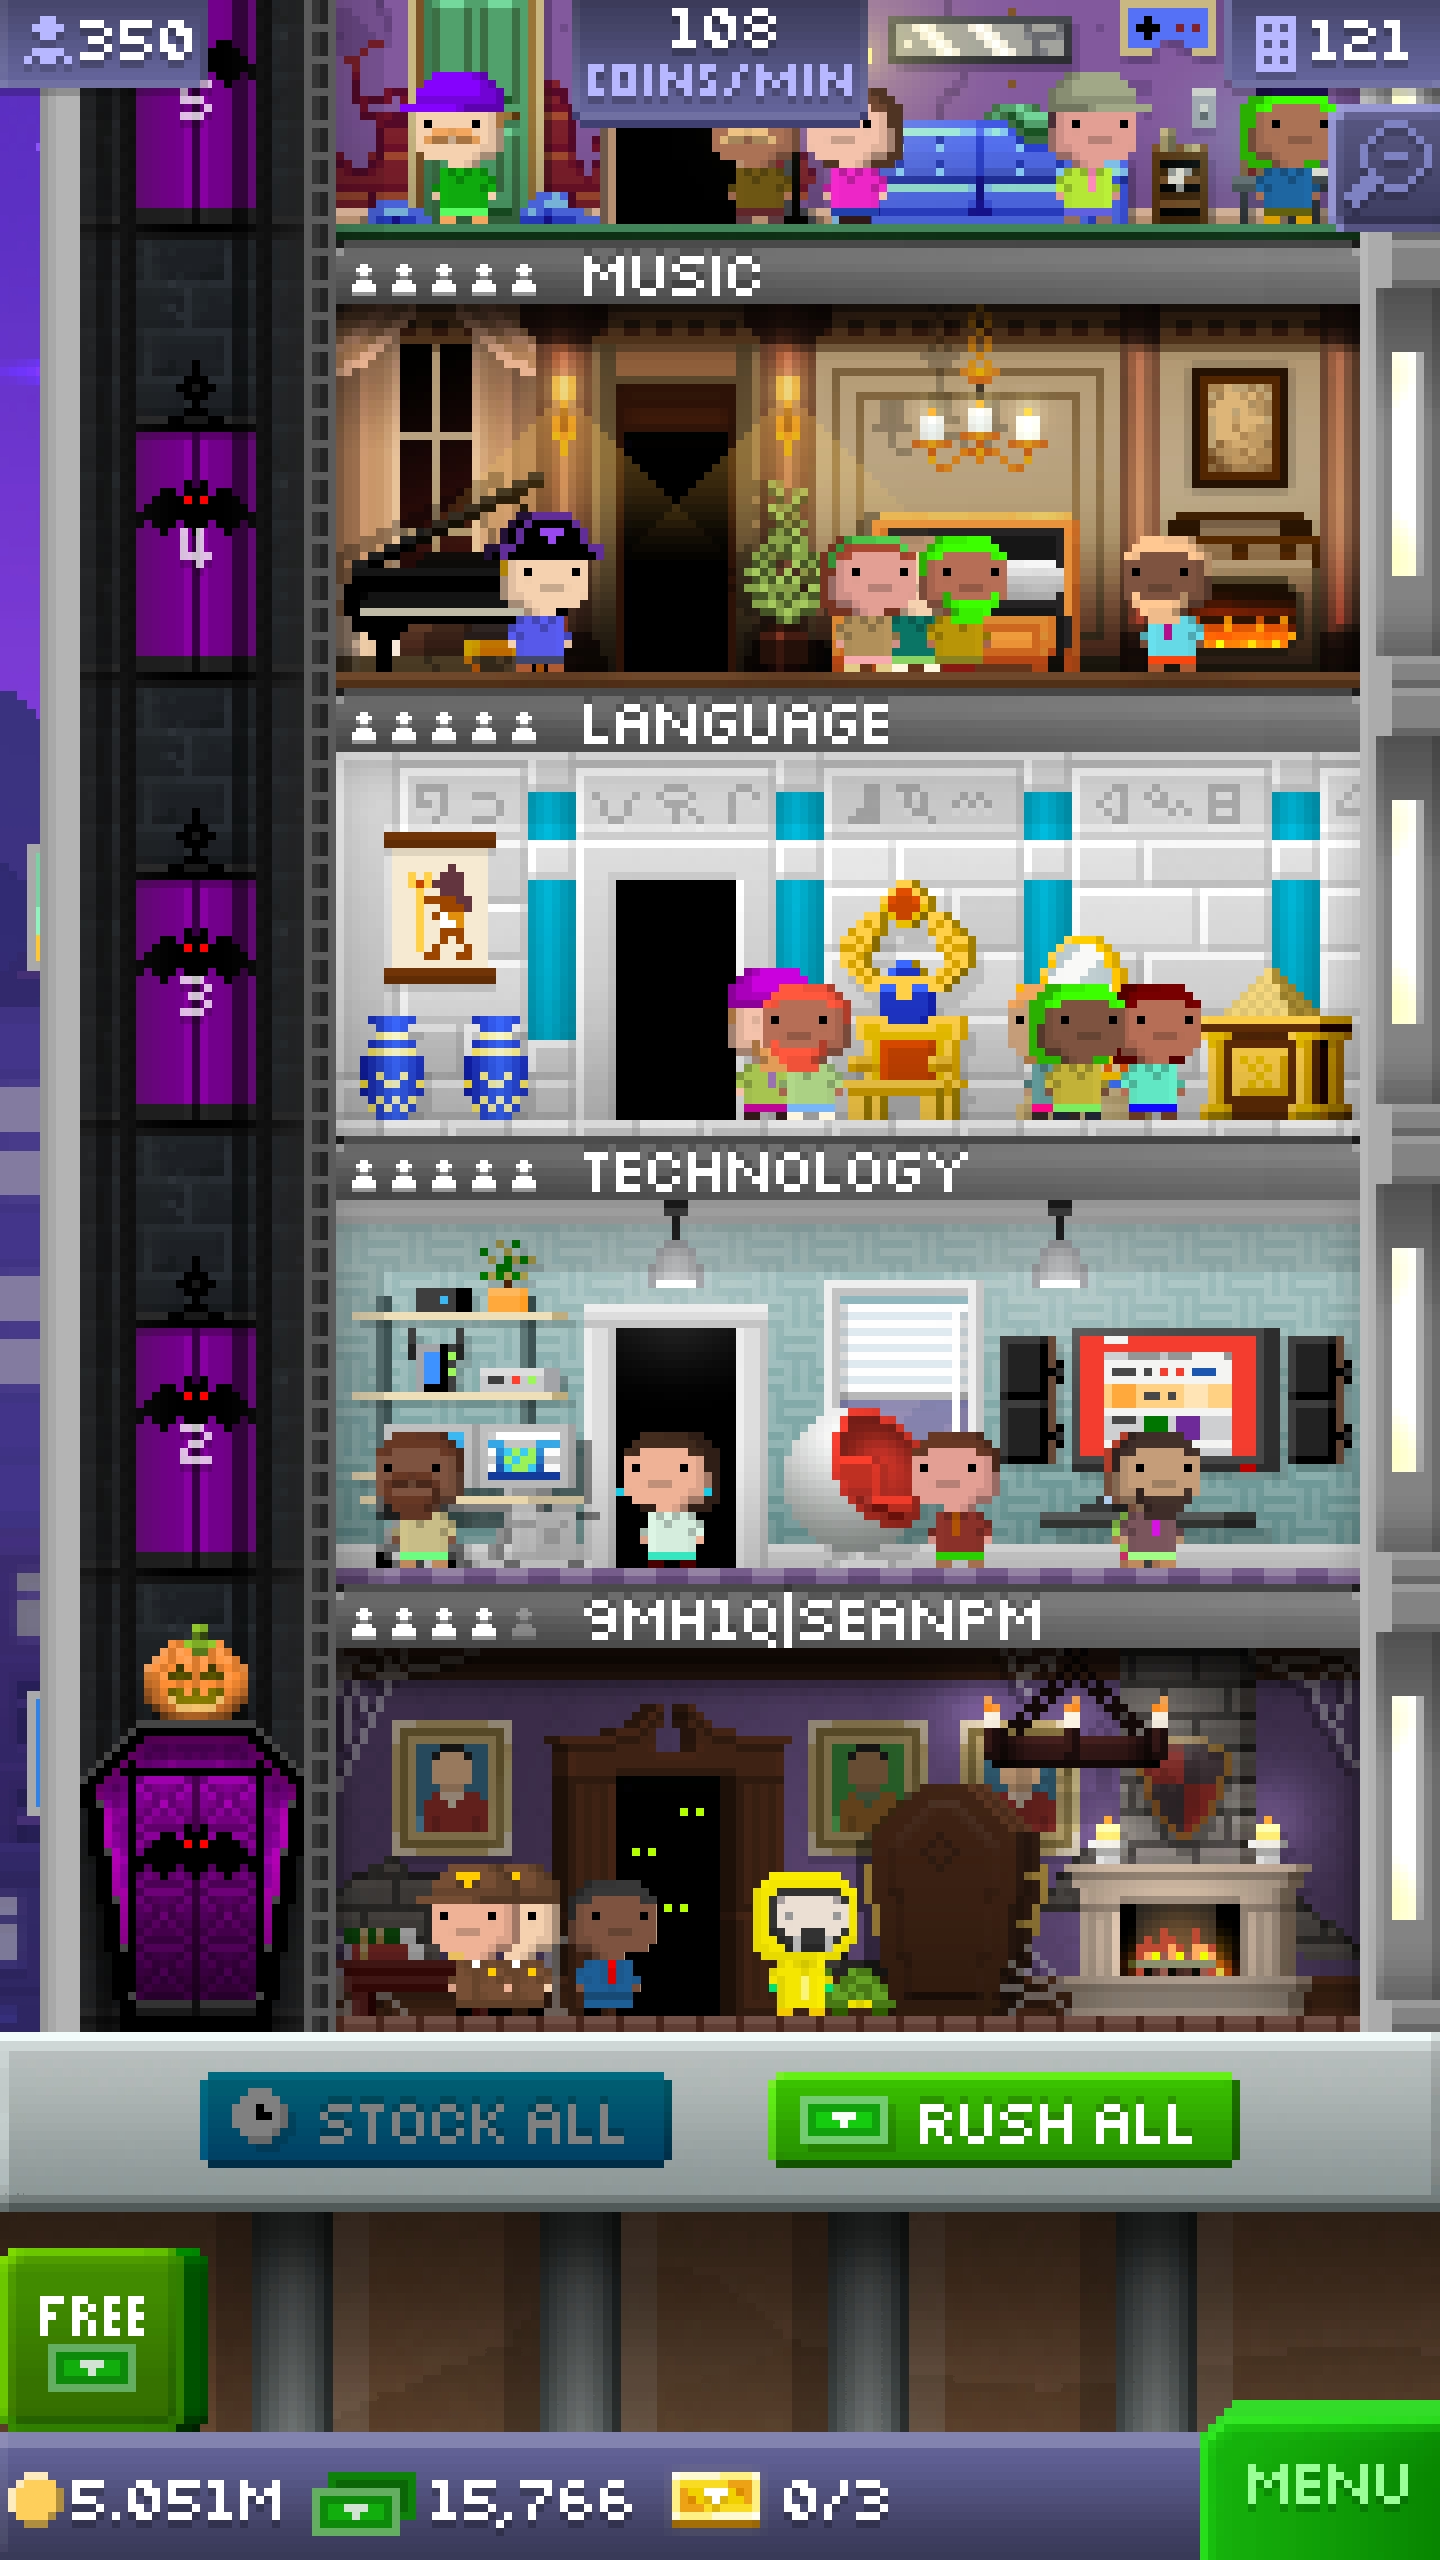 350
108
COINS/MIN
121
5
MUSIC
4
LANGUAGE
3
TECHNOLOGY
2
9MH1Q|SEANPM
STOCK ALL
RUSH ALL
FREE
5.051M
15,766
0/3
MENU